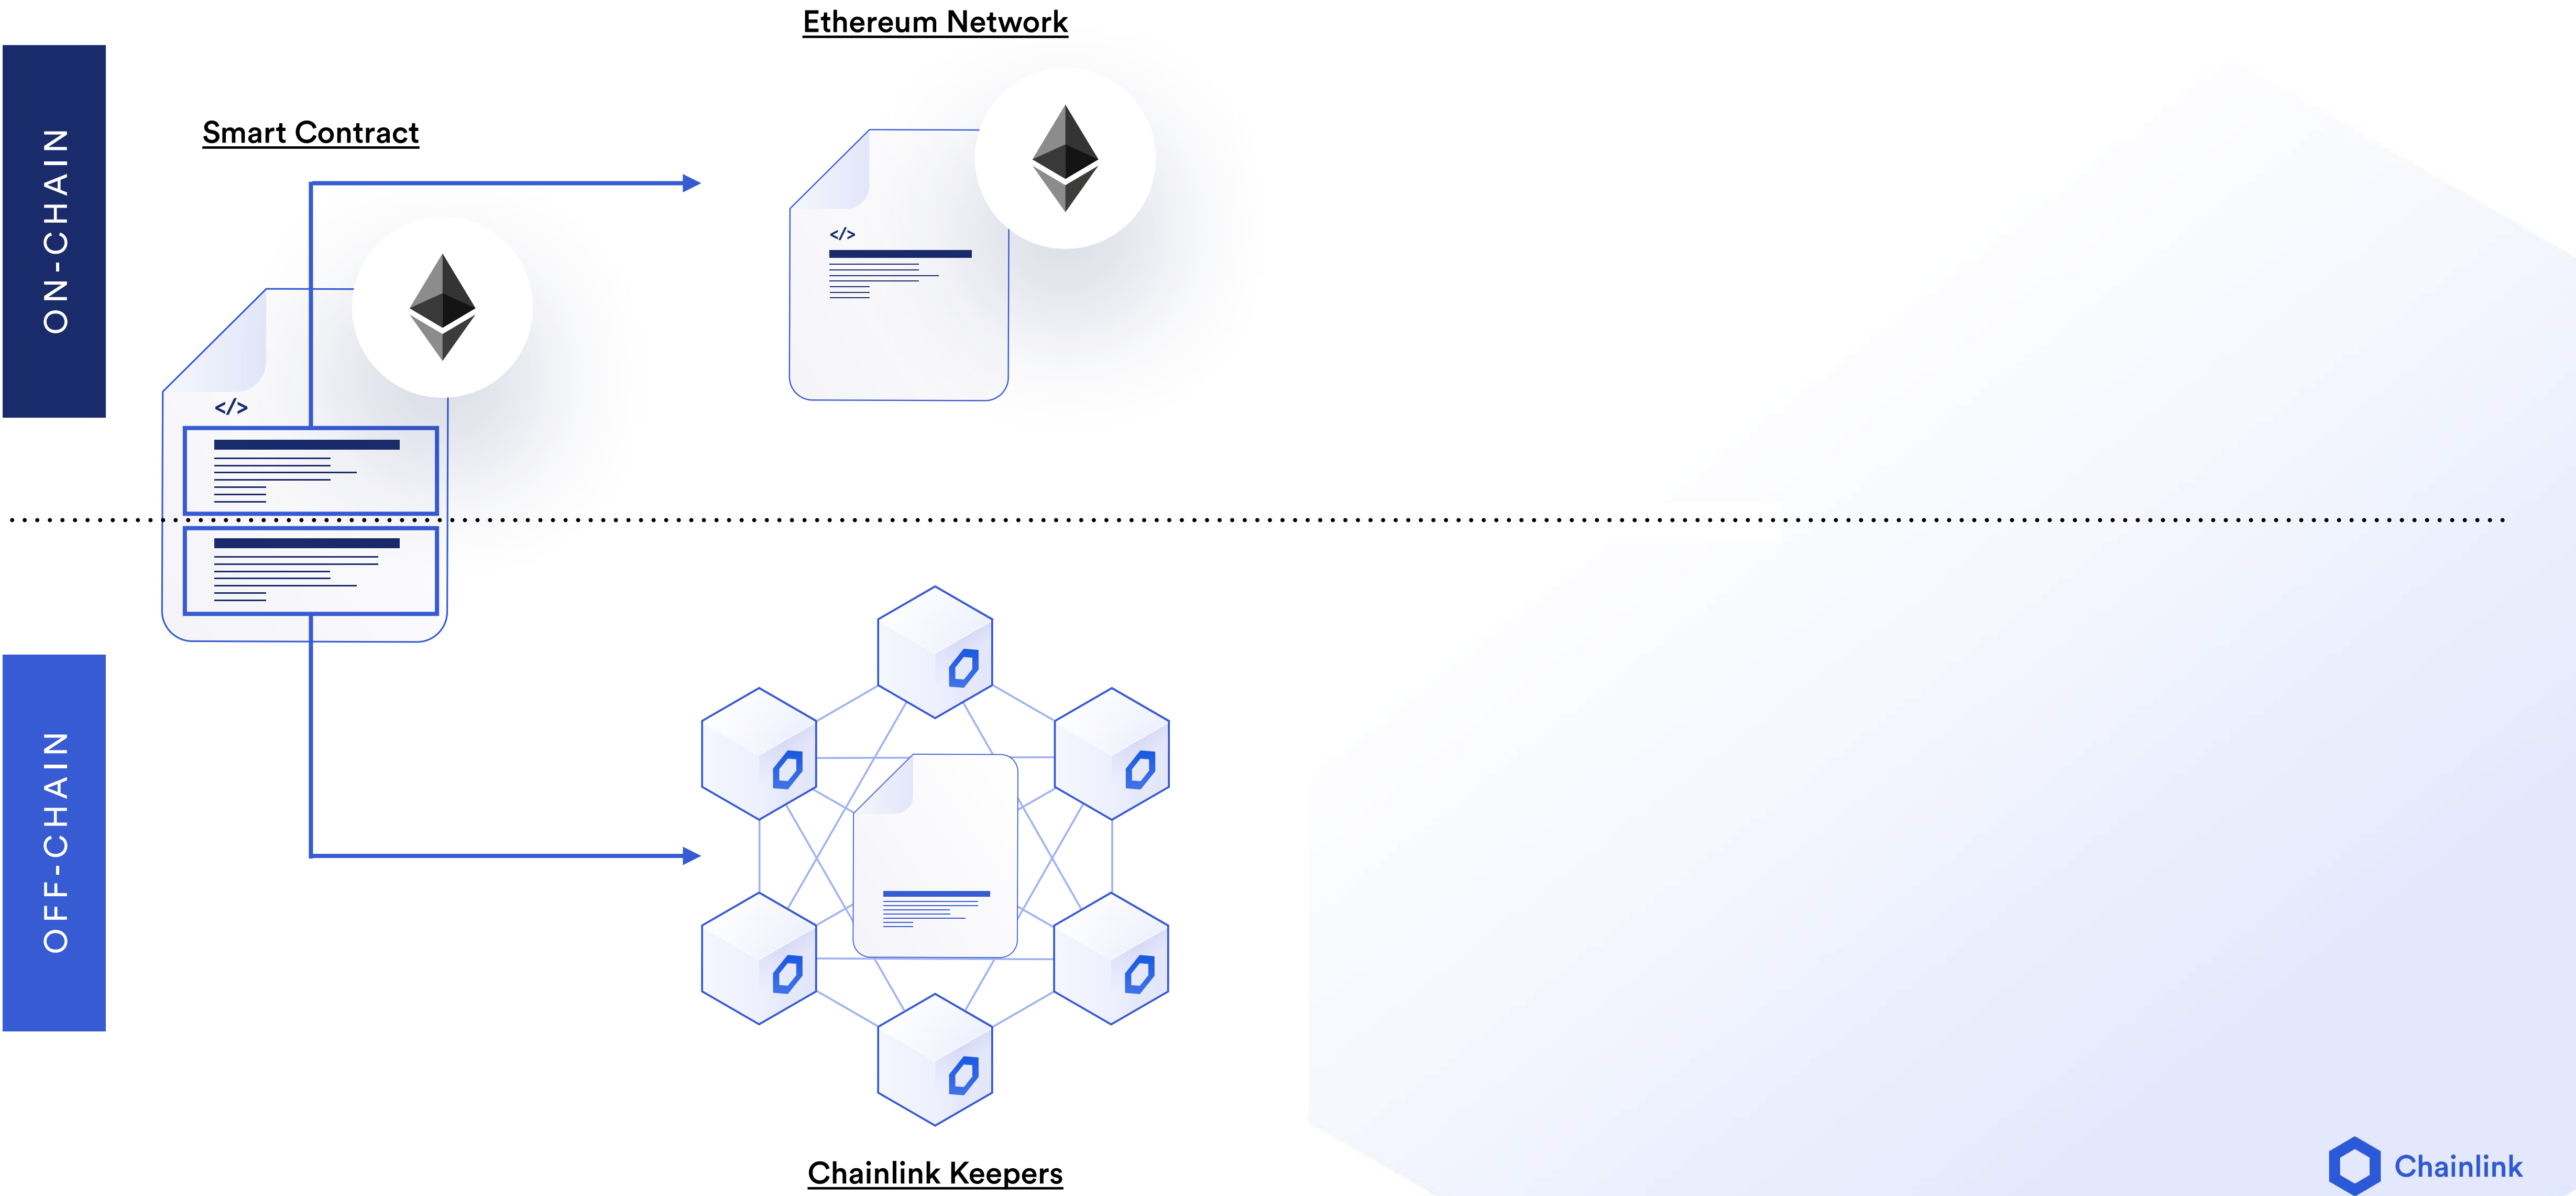 Ethereum Network
ON-CHAIN
Smart Contract
</>
</>
OFF-CHAIN
Chainlink Keepers
Chainlink